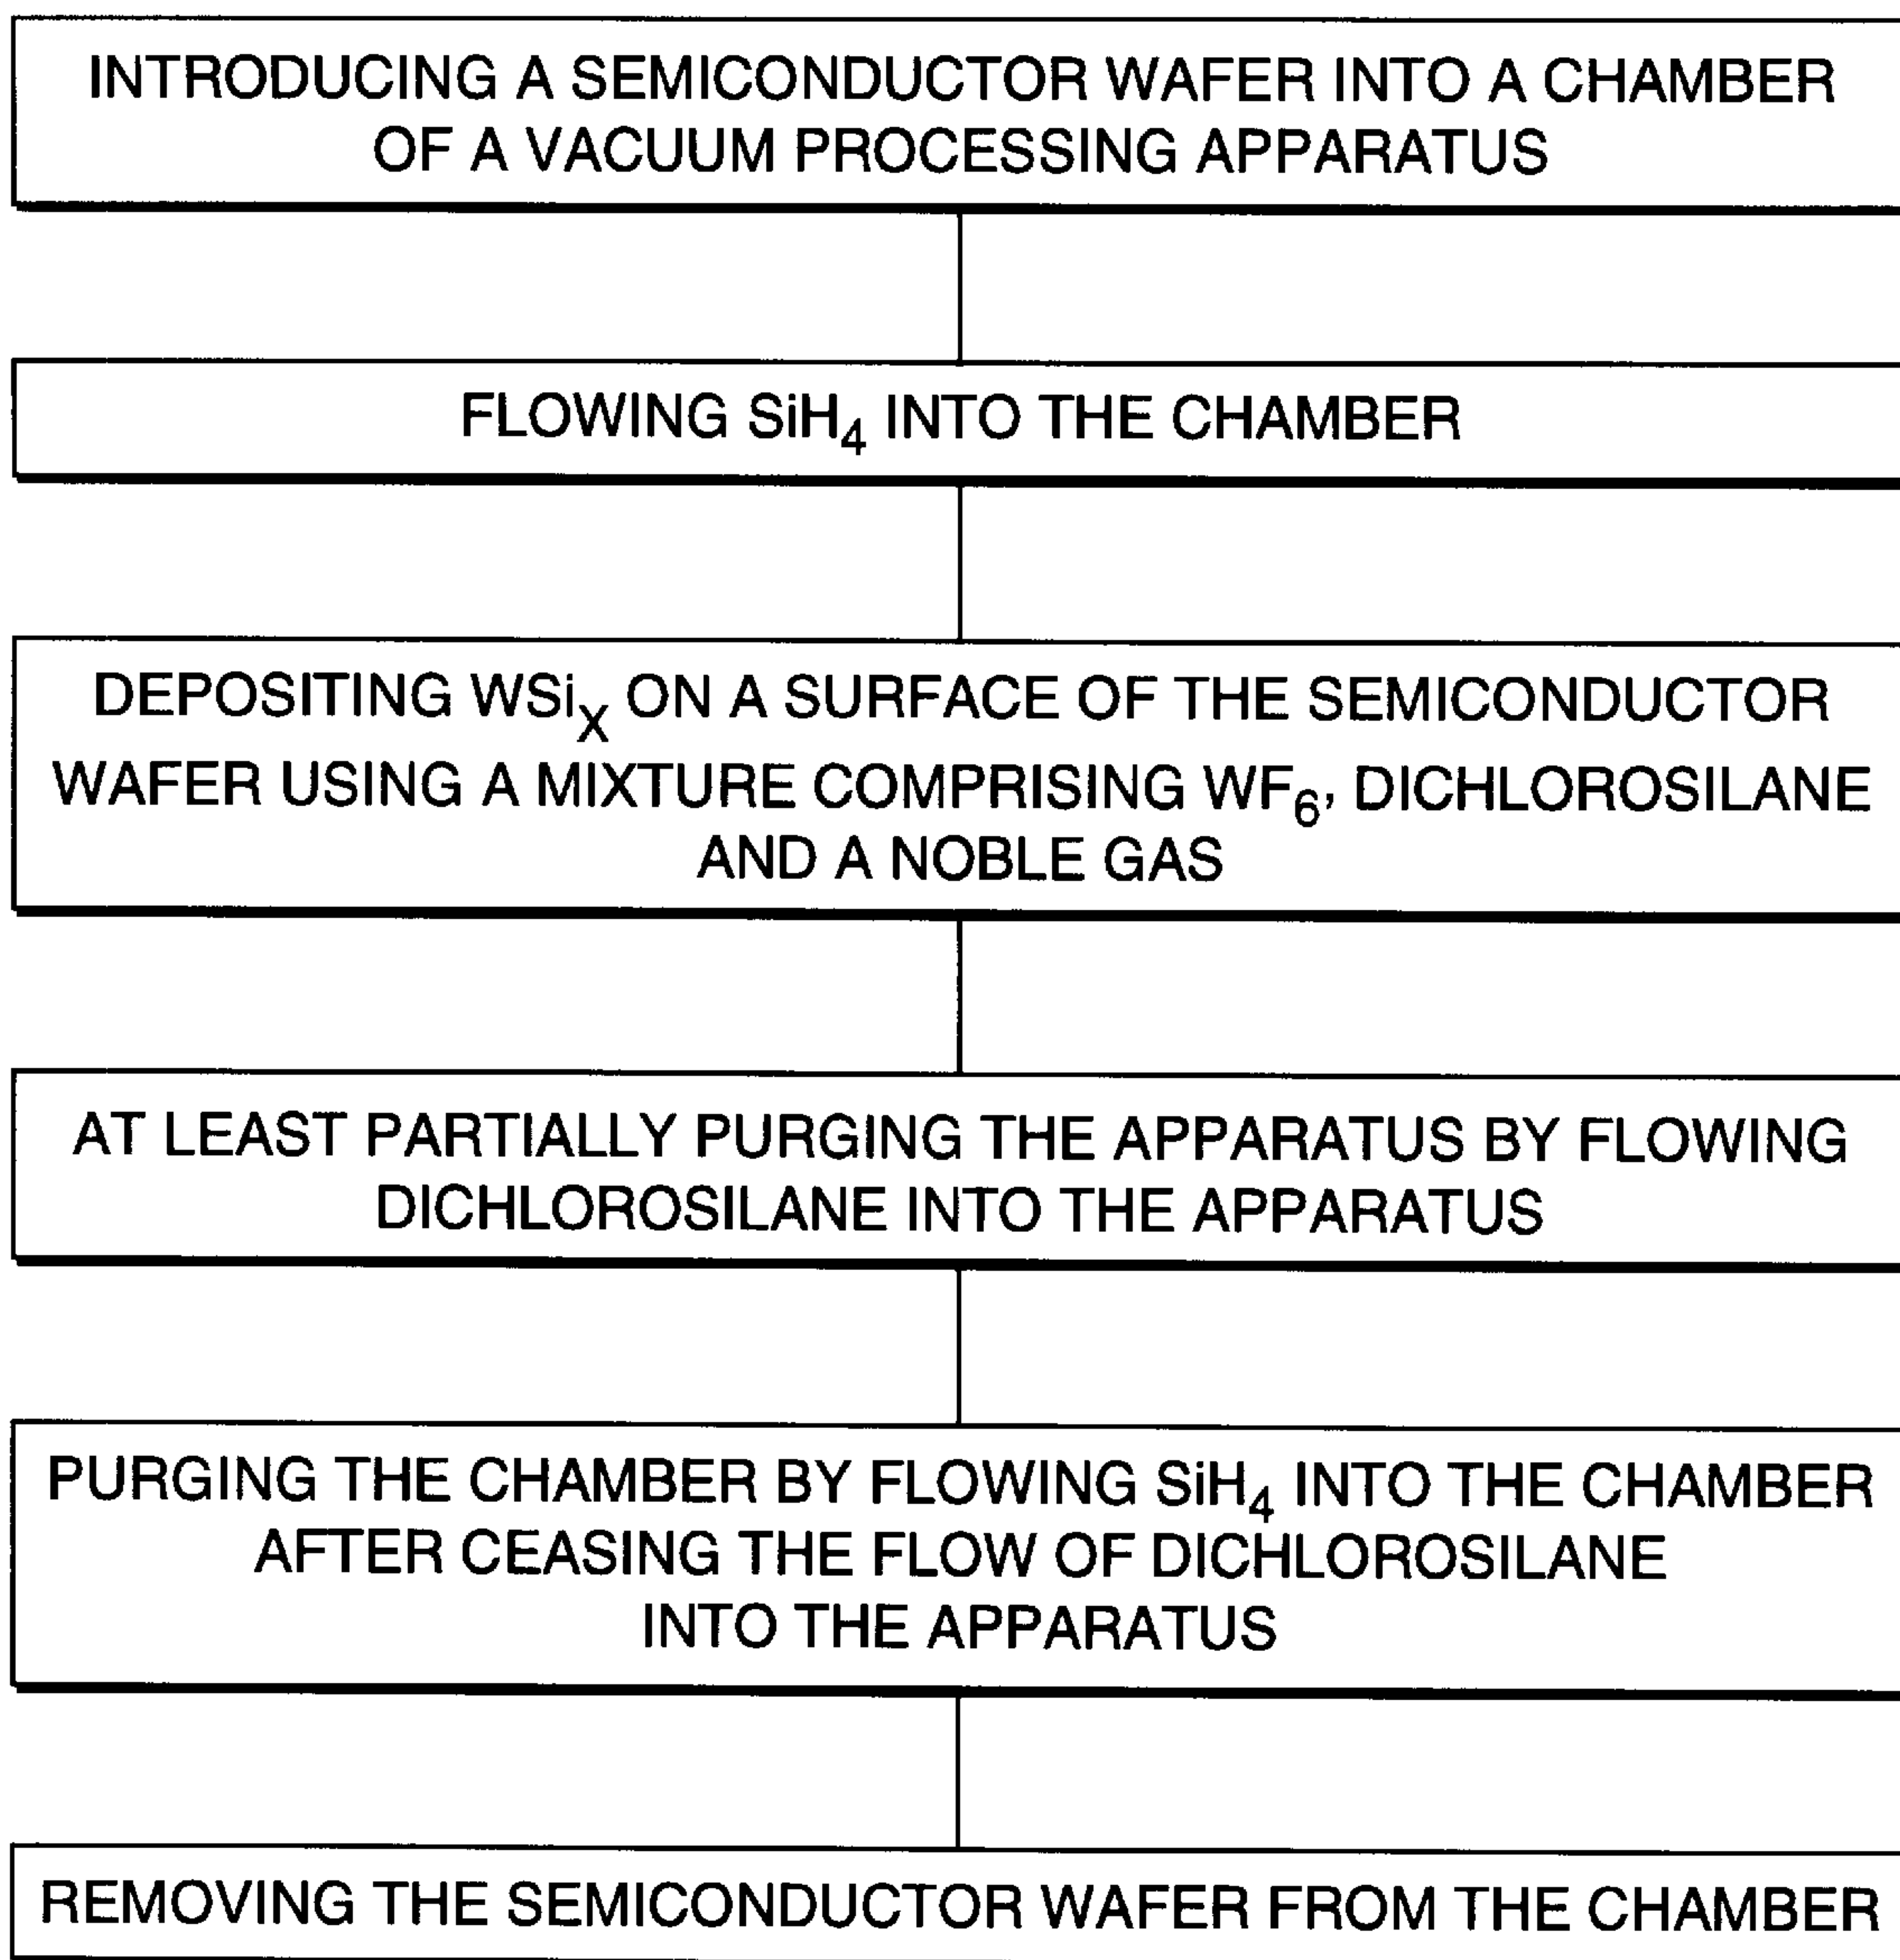 INTRODUCING A SEMICONDUCTOR WAFER INTO A CHAMBER
OF A VACUUM PROCESSING APPARATUS
FLOWING SiH₄ INTO THE CHAMBER
DEPOSITING WSiₓ ON A SURFACE OF THE SEMICONDUCTOR
WAFER USING A MIXTURE COMPRISING WF₆, DICHLOROSILANE
AND A NOBLE GAS
AT LEAST PARTIALLY PURGING THE APPARATUS BY FLOWING
DICHLOROSILANE INTO THE APPARATUS
PURGING THE CHAMBER BY FLOWING SiH₄ INTO THE CHAMBER
AFTER CEASING THE FLOW OF DICHLOROSILANE
INTO THE APPARATUS
REMOVING THE SEMICONDUCTOR WAFER FROM THE CHAMBER